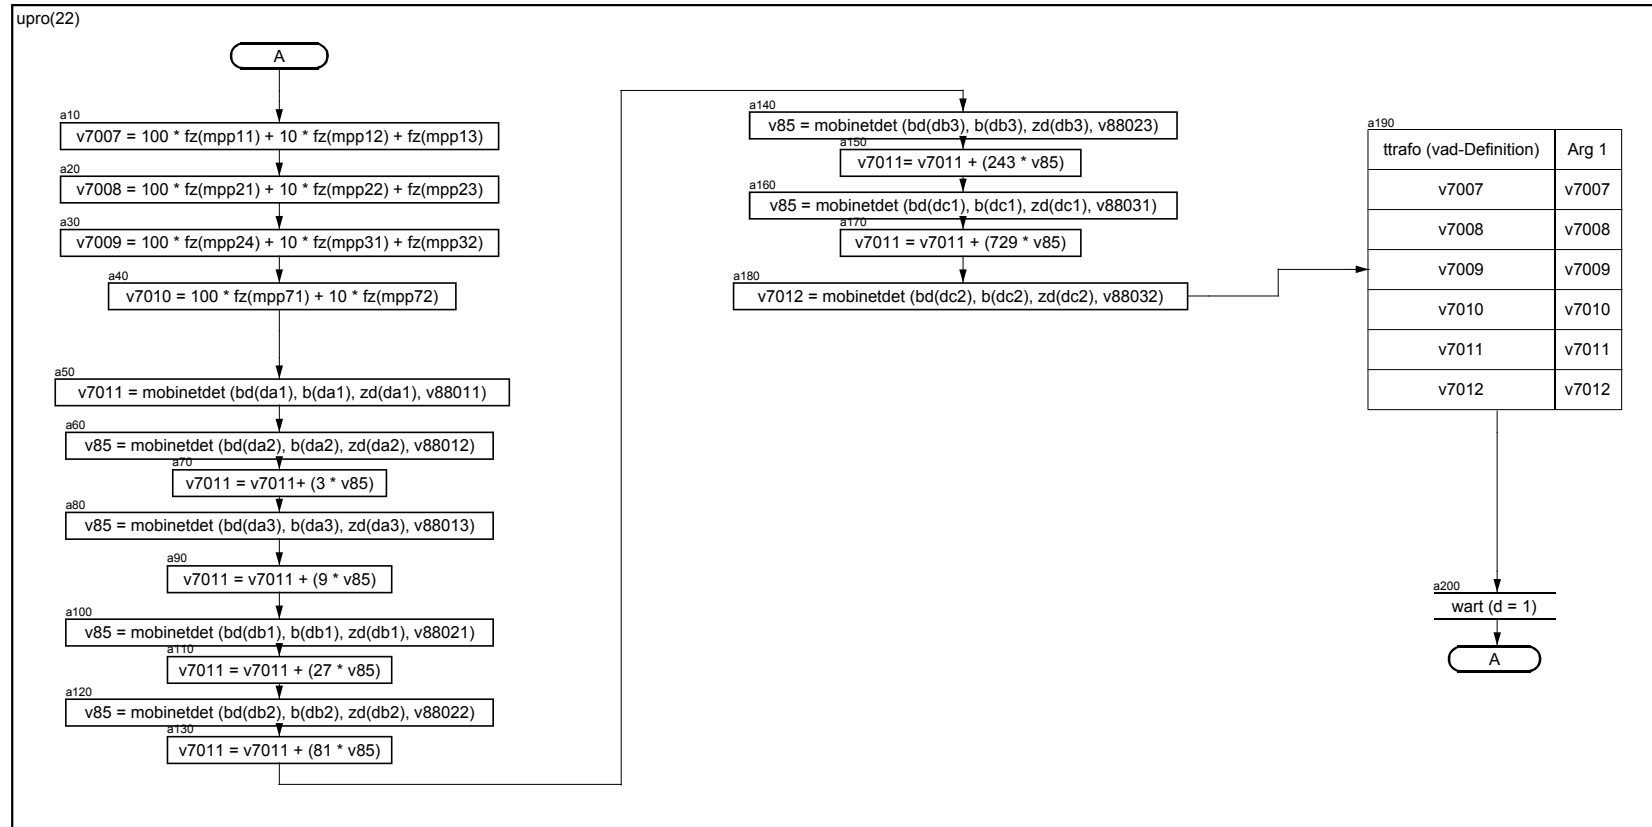 upro(22)
A
a10
v7007 = 100 * fz(mpp11) + 10 * fz(mpp12) + fz(mpp13)
a20
v7008 = 100 * fz(mpp21) + 10 * fz(mpp22) + fz(mpp23)
a30
v7009 = 100 * fz(mpp24) + 10 * fz(mpp31) + fz(mpp32)
a40
v7010 = 100 * fz(mpp71) + 10 * fz(mpp72)
a50
v7011 = mobinetdet (bd(da1), b(da1), zd(da1), v88011)
a60
v85 = mobinetdet (bd(da2), b(da2), zd(da2), v88012)
a70
v7011 = v7011+ (3 * v85)
a80
v85 = mobinetdet (bd(da3), b(da3), zd(da3), v88013)
a90
v7011 = v7011 + (9 * v85)
a100
v85 = mobinetdet (bd(db1), b(db1), zd(db1), v88021)
a110
v7011 = v7011 + (27 * v85)
a120
v85 = mobinetdet (bd(db2), b(db2), zd(db2), v88022)
a130
v7011 = v7011 + (81 * v85)
a140
v85 = mobinetdet (bd(db3), b(db3), zd(db3), v88023)
a150
v7011= v7011 + (243 * v85)
a160
v85 = mobinetdet (bd(dc1), b(dc1), zd(dc1), v88031)
a170
v7011 = v7011 + (729 * v85)
a180
v7012 = mobinetdet (bd(dc2), b(dc2), zd(dc2), v88032)
a190
ttrafo (vad-Definition) Arg 1
v7007 v7007
v7008 v7008
v7009 v7009
v7010 v7010
v7011 v7011
v7012 v7012
a200
wart (d = 1)
A